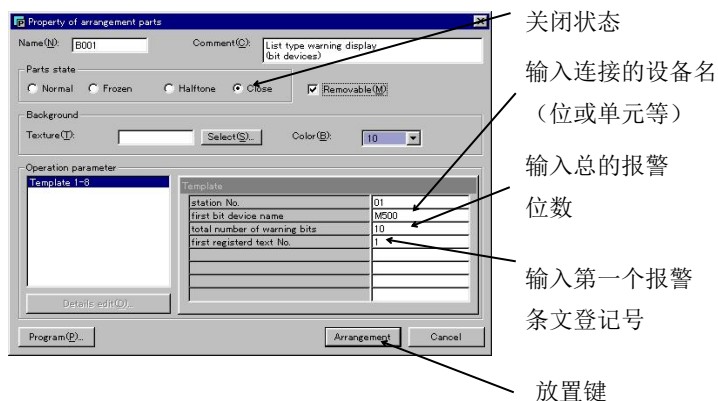 Property of arrangement parts
Name(N): B001 Comment(C): List type warning display
(bit devices)
Parts state
Normal Frozen Halftone Close Removable(M)
Background
Texture(T): Select(S)... Color(B): 10
Operation parameter
Template 1-8
Template
station No. 01
first bit device name M500
total number of warning bits 10
first registerd text No. 1
Details edit(O)...
Program(P)... Arrangement Cancel
关闭状态
输入连接的设备名
（位或单元等）
输入总的报警
位数
输入第一个报警
条文登记号
放置键